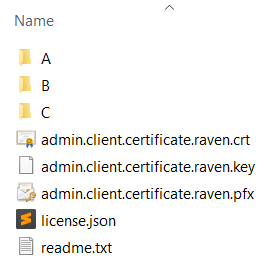 Name
A
B
C
admin.client.certificate.raven.crt
admin.client.certificate.raven.key
admin.client.certificate.raven.pfx
license.json
readme.txt